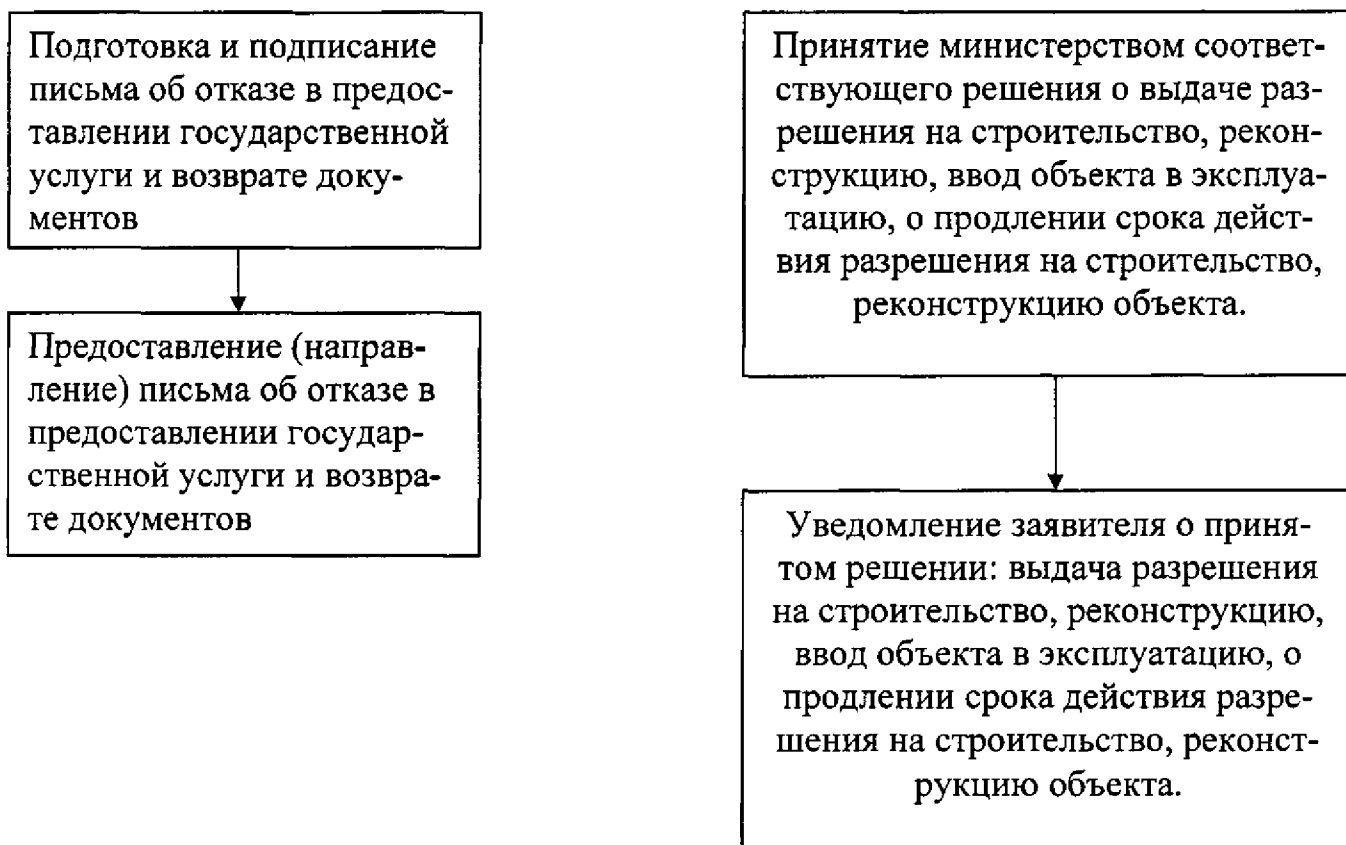 Подготовка и подписание
письма об отказе в предос-
тавлении государственной
услуги и возврате доку-
ментов
Предоставление (направ-
ление) письма об отказе в
предоставлении государ-
ственной услуги и возвра-
те документов
Принятие министерством соответ-
ствующего решения о выдаче раз-
решения на строительство, рекон-
струкцию, ввод объекта в эксплуа-
тацию, о продлении срока дейст-
вия разрешения на строительство,
реконструкцию объекта.
Уведомление заявителя о приня-
том решении: выдача разрешения
на строительство, реконструкцию,
ввод объекта в эксплуатацию, о
продлении срока действия разре-
шения на строительство, реконст-
рукцию объекта.